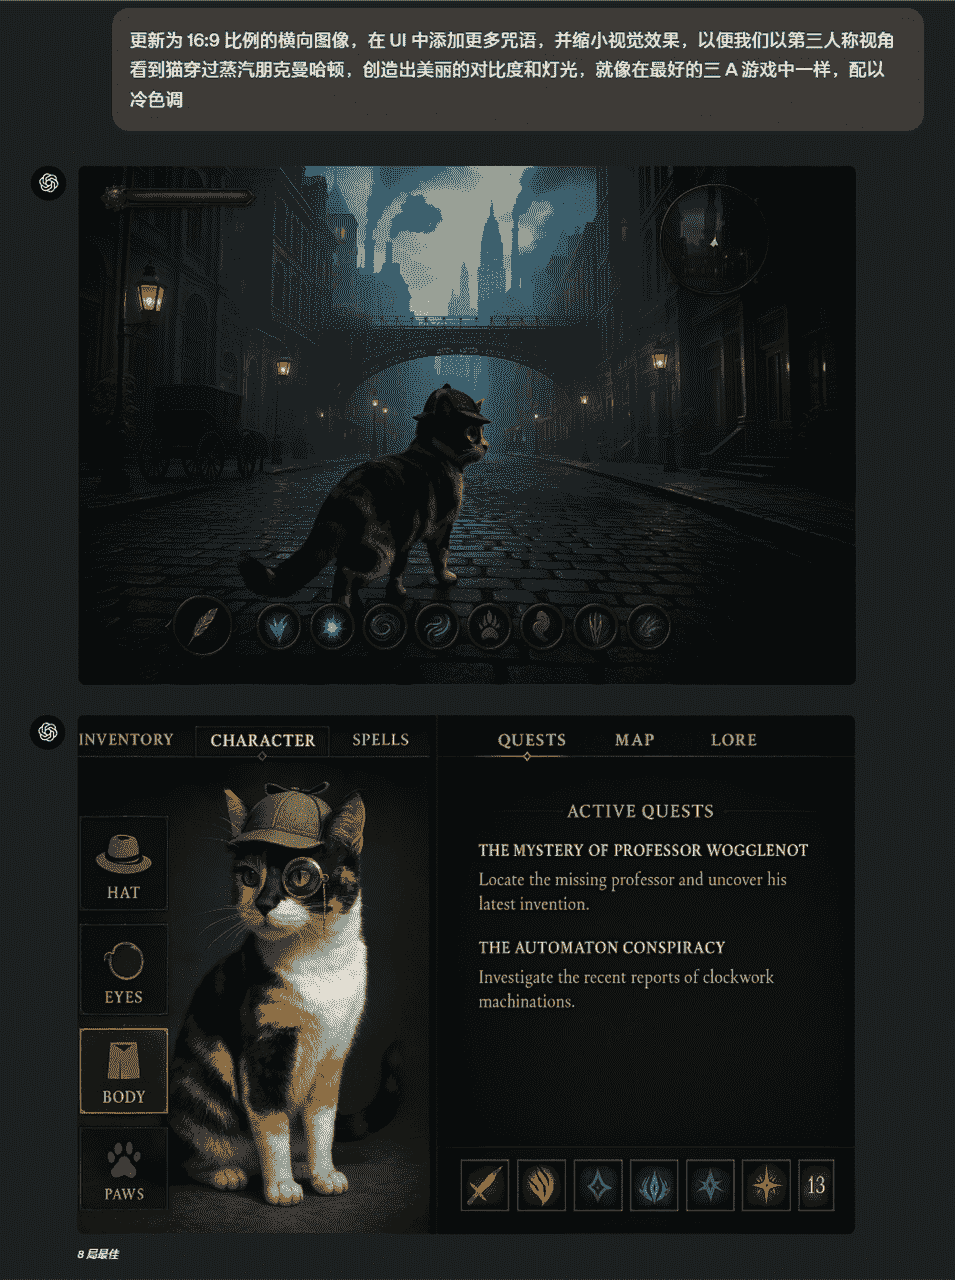 更新为 16:9 比例的横向图像，在 UI 中添加更多咒语，并缩小视觉效果，以便我们以第三人称视角
看到猫穿过蒸汽朋克曼哈顿，创造出美丽的对比度和灯光，就像在最好的三 A 游戏中一样，配以
冷色调
INVENTORY CHARACTER SPELLS
QUESTS MAP LORE
HAT
EYES
BODY
PAWS
ACTIVE QUESTS
THE MYSTERY OF PROFESSOR WOGGLENOT
Locate the missing professor and uncover his
latest invention.
THE AUTOMATON CONSPIRACY
Investigate the recent reports of clockwork
machinations.
13
8 局最佳